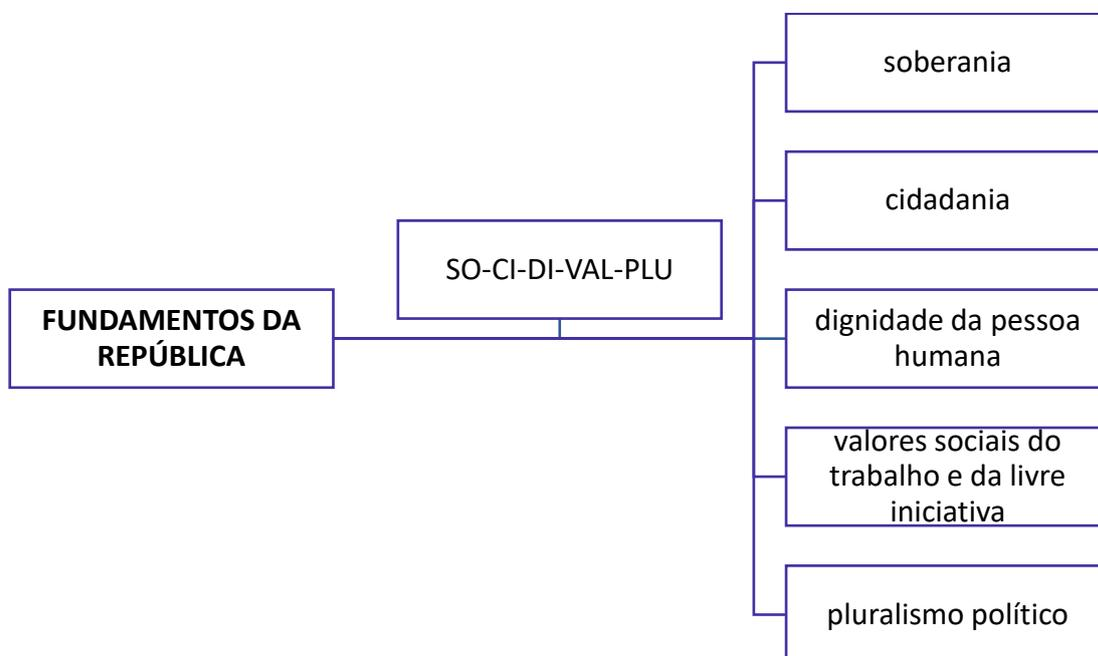 FUNDAMENTOS DA
REPÚBLICA
SO-CI-DI-VAL-PLU
soberania
cidadania
dignidade da pessoa
humana
valores sociais do
trabalho e da livre
iniciativa
pluralismo político